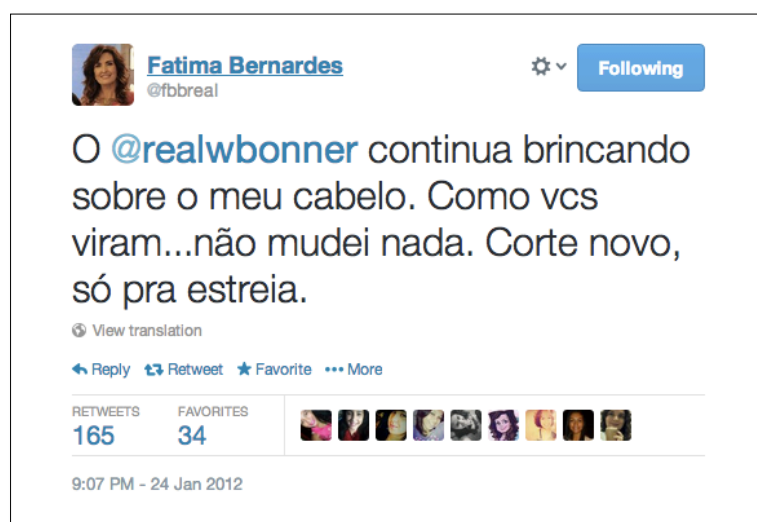 Fatima Bernardes
@fbbreal
Following
O @realwbonner continua brincando
sobre o meu cabelo. Como vcs
viram...não mudei nada. Corte novo,
só pra estreia.
View translation
Reply Retweet Favorite More
RETWEETS FAVORITES
165 34
9:07 PM - 24 Jan 2012